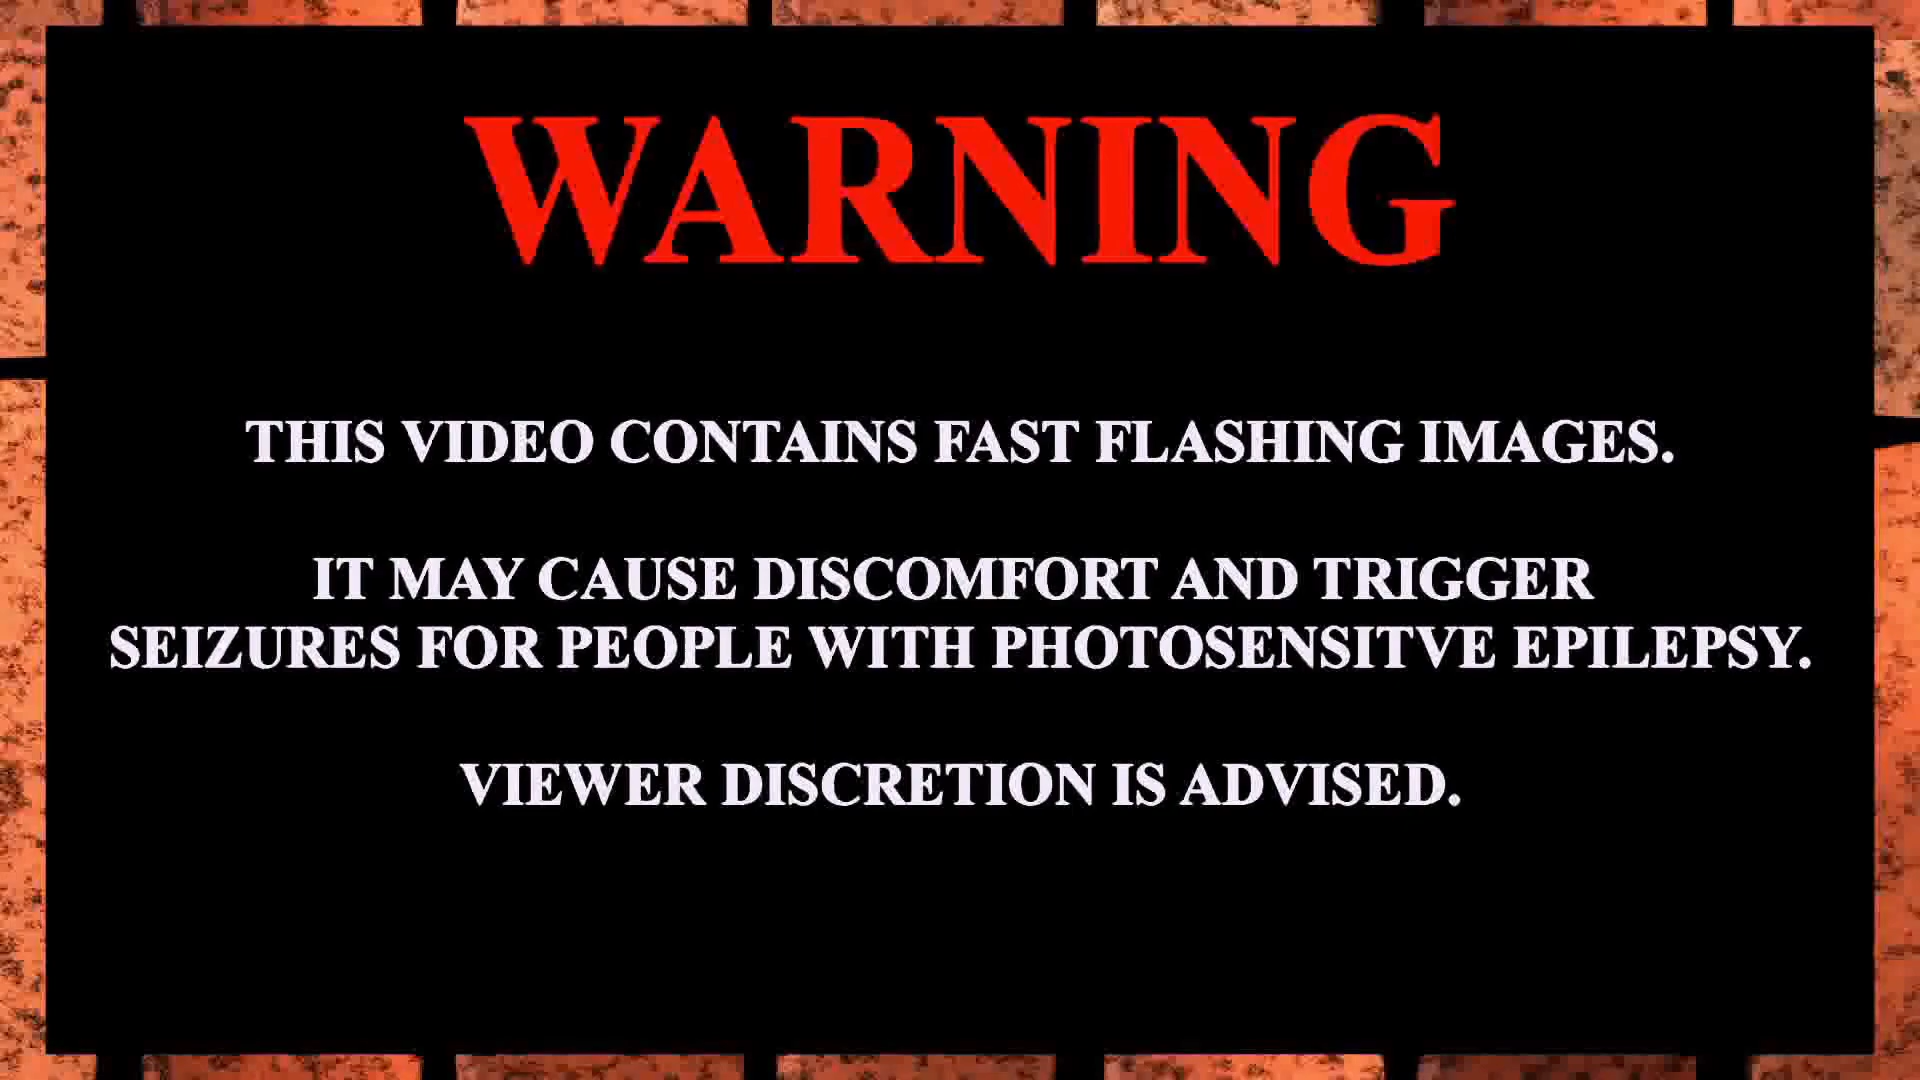 WARNING
THIS VIDEO CONTAINS FAST FLASHING IMAGES.
IT MAY CAUSE DISCOMFORT AND TRIGGER
SEIZURES FOR PEOPLE WITH PHOTOSENSITVE EPILEPSY.
VIEWER DISCRETION IS ADVISED.